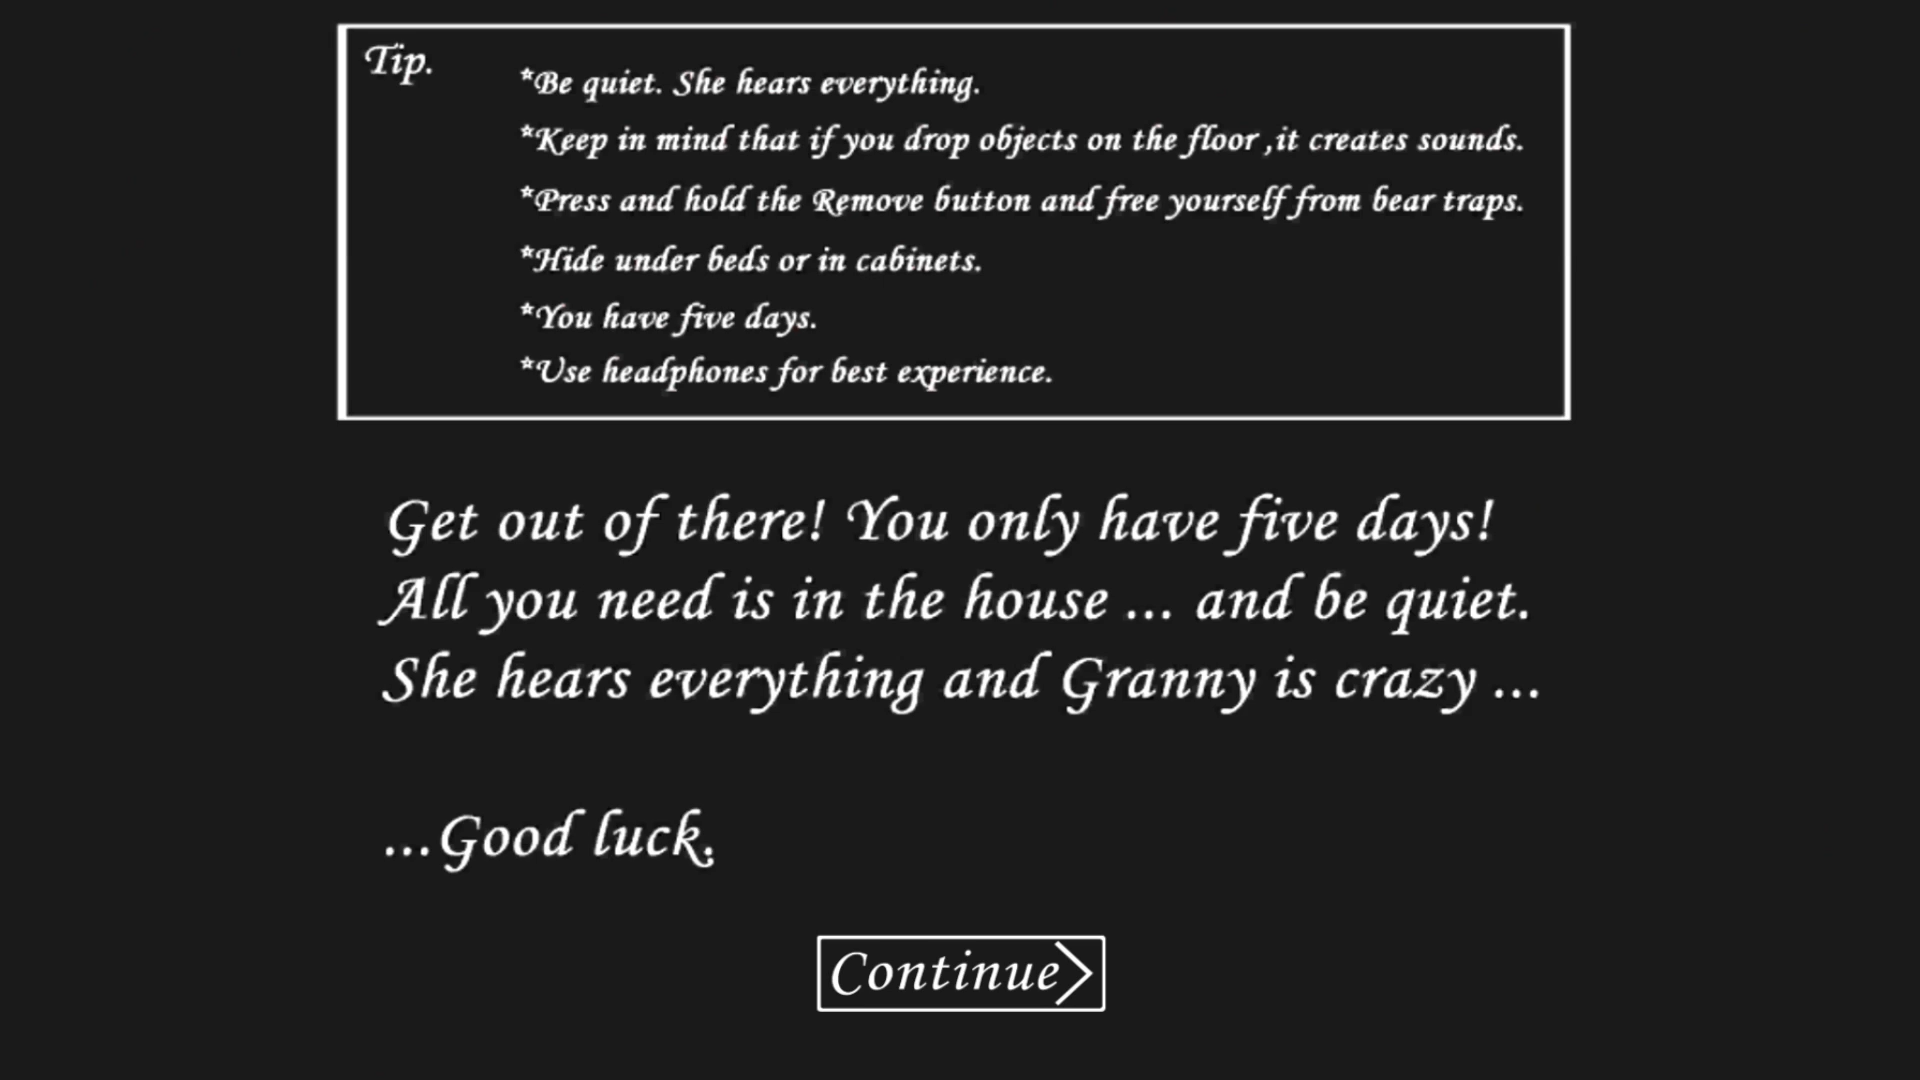 Tip.
*Be quiet. She hears everything.
*Keep in mind that if you drop objects on the floor ,it creates sounds.
*Press and hold the Remove button and free yourself from bear traps.
*Hide under beds or in cabinets.
*You have five days.
*Use headphones for best experience.
Get out of there! You only have five days!
All you need is in the house ... and be quiet.
She hears everything and Granny is crazy ...
...Good luck.
Continue>